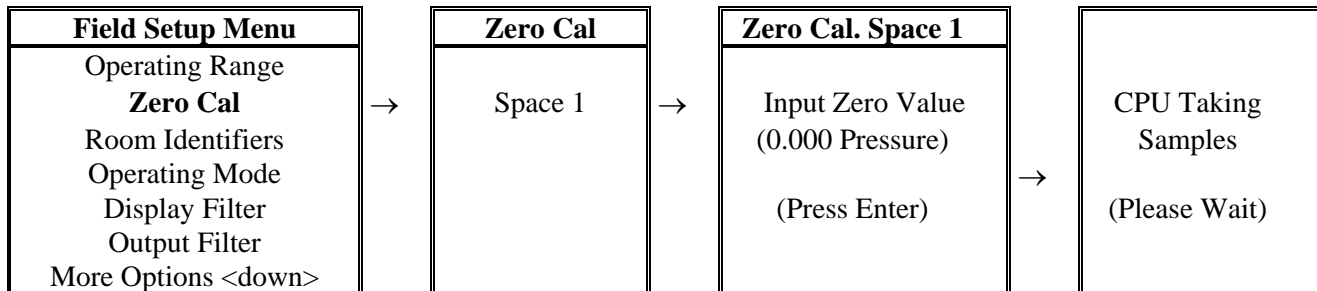 Field Setup Menu
Operating Range
Zero Cal
Room Identifiers
Operating Mode
Display Filter
Output Filter
More Options <down>
→
Zero Cal
Space 1
→
Zero Cal. Space 1
Input Zero Value
(0.000 Pressure)
(Press Enter)
→
CPU Taking
Samples
(Please Wait)